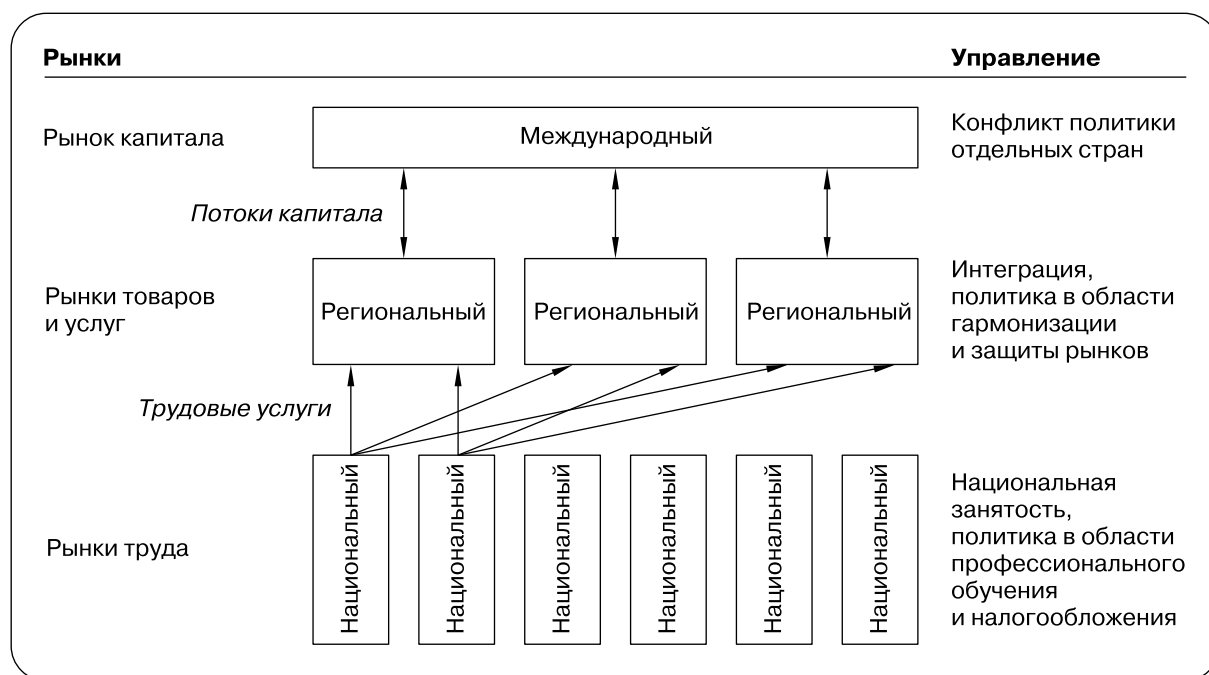 Рынки
Управление
Рынок капитала
Международный
Конфликт политики
отдельных стран
Потоки капитала
Рынки товаров
и услуг
Региональный
Региональный
Региональный
Интеграция,
политика в области
гармонизации
и защиты рынков
Трудовые услуги
Рынки труда
Национальный
Национальный
Национальный
Национальный
Национальный
Национальный
Национальная
занятость,
политика в области
профессионального
обучения
и налогообложения